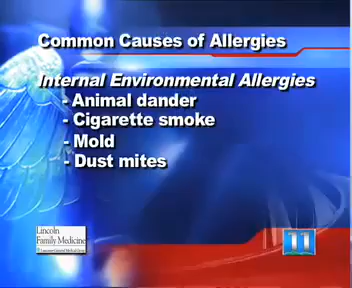 Common Causes of Allergies
Internal Environmental Allergies
- Animal dander
- Cigarette smoke
- Mold
- Dust mites
Lincoln
Family Medicine
11